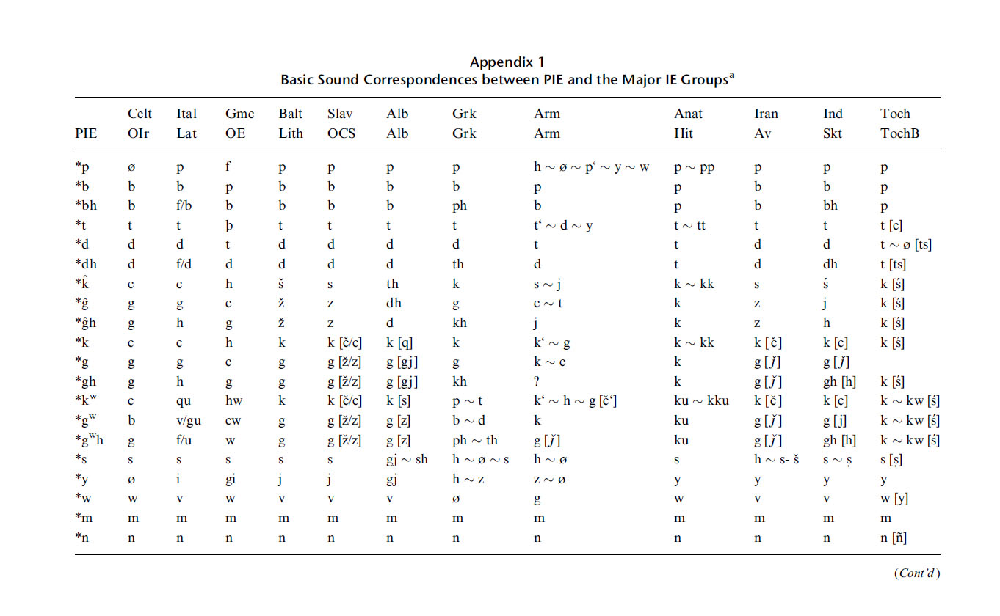 Appendix 1
Basic Sound Correspondences between PIE and the Major IE Groupsᵃ
Celt Ital Gmc Balt Slav Alb Grk Arm Anat Iran Ind Toch
PIE OIr Lat OE Lith OCS Alb Grk Arm Hit Av Skt TochB
*p ø p f p p p p h ~ ø ~ p‘ ~ y ~ w p ~ pp p p p
*b b b p b b b b p p b b p
*bh b f/b b b b b ph b p b bh p
*t t t þ t t t t t‘ ~ d ~ y t ~ tt t t t [c]
*d d d t d d d d t t d d t ~ ø [ts]
*dh d f/d d d d d th d t d dh t [ts]
*k̂ c c h š s th k s ~ j k ~ kk s ś k [ś]
*ĝ g g c ž z dh g c ~ t k z j k [ś]
*ĝh g h g ž z d kh j k z h k [ś]
*k c c h k k [č/c] k [q] k k‘ ~ g k ~ kk k [č] k [c] k [ś]
*g g g c g g [ž/z] g [gj] g k ~ c k g [ǰ] g [ǰ]
*gh g h g g g [ž/z] g [gj] kh ? k g [ǰ] gh [h] k [ś]
*kʷ c qu hw k k [č/c] k [s] p ~ t k‘ ~ h ~ g [č‘] ku ~ kku k [č] k [c] k ~ kw [ś]
*gʷ b v/gu cw g g [ž/z] g [z] b ~ d k ku g [ǰ] g [j] k ~ kw [ś]
*gʷh g f/u w g g [ž/z] g [z] ph ~ th g [ǰ] ku g [ǰ] gh [h] k ~ kw [ś]
*s s s s s s gj ~ sh h ~ ø ~ s h ~ ø s h ~ s- š s ~ ṣ s [ṣ]
*y ø i gi j j gj h ~ z z ~ ø y y y y
*w w v w v v v ø g w v v w [y]
*m m m m m m m m m m m m m
*n n n n n n n n n n n n n [ñ]
(Cont’d)